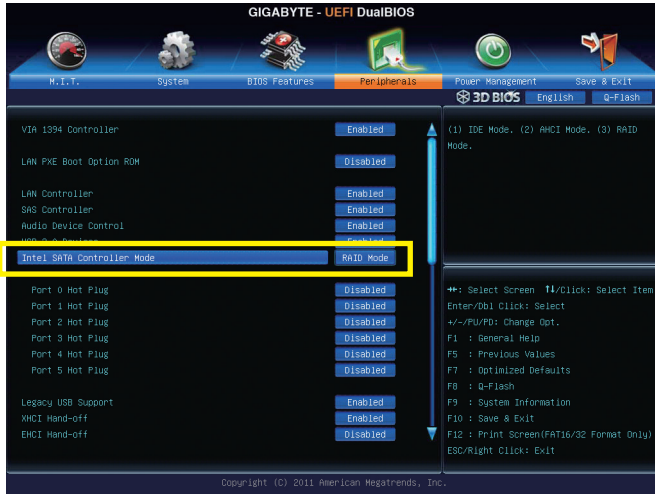 GIGABYTE - UEFI DualBIOS
M.I.T. System BIOS Features Peripherals Power Management Save & Exit
3D BIOS English Q-Flash
VIA 1394 Controller Enabled
LAN PXE Boot Option ROM Disabled
LAN Controller Enabled
SAS Controller Enabled
Audio Device Control Enabled
Intel SATA Controller Mode RAID Mode
Port 0 Hot Plug Disabled
Port 1 Hot Plug Disabled
Port 2 Hot Plug Disabled
Port 3 Hot Plug Disabled
Port 4 Hot Plug Disabled
Port 5 Hot Plug Disabled
Legacy USB Support Enabled
XHCI Hand-off Enabled
EHCI Hand-off Disabled
(1) IDE Mode. (2) AHCI Mode. (3) RAID
Mode.
: Select Screen ↑↓/Click: Select Item
Enter/Dbl Click: Select
+/-/PU/PD: Change Opt.
F1 : General Help
F5 : Previous Values
F7 : Optimized Defaults
F8 : Q-Flash
F9 : System Information
F10 : Save & Exit
F12 : Print Screen(FAT16/32 Format Only)
ESC/Right Click: Exit
Copyright (C) 2011 American Megatrends, Inc.